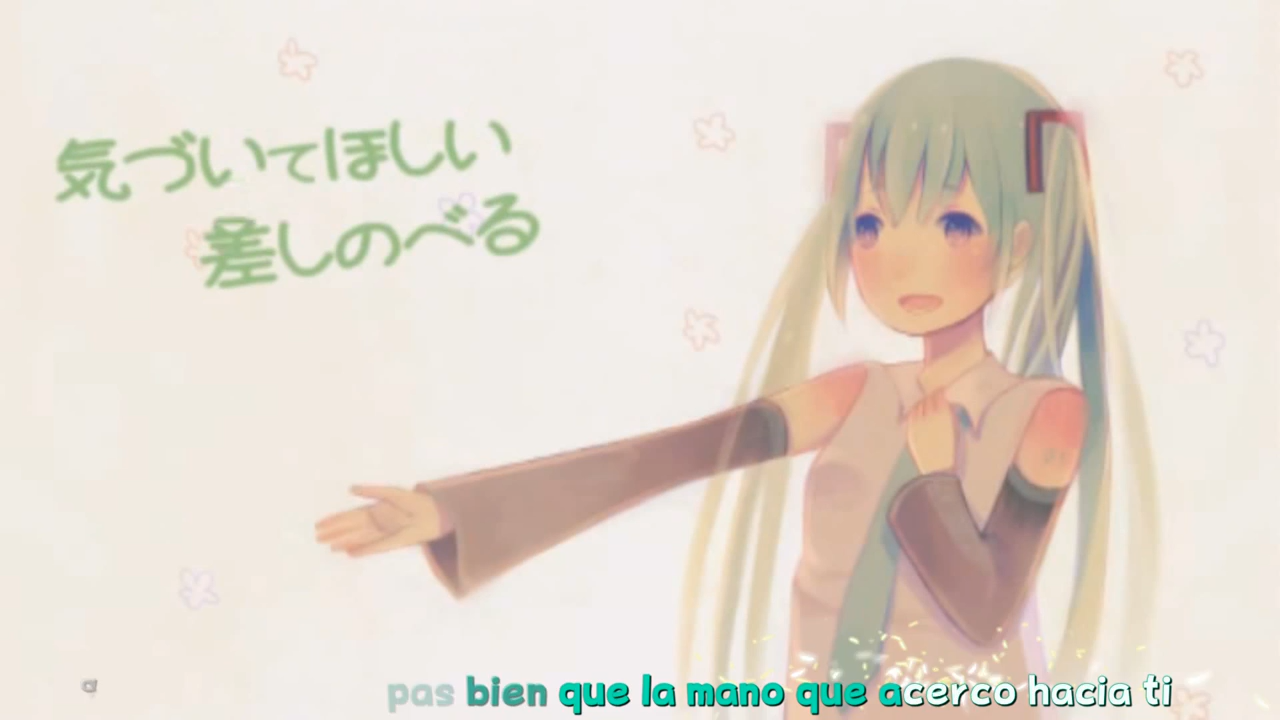 気づいてほしい
差しのべる
a
pas bien que la mano que acerco hacia ti